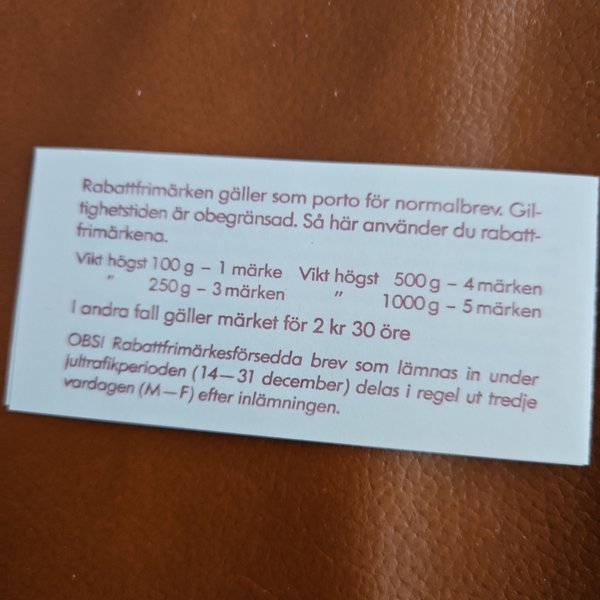 Rabattfrimärken gäller som porto för normalbrev. Gil-
tighetstiden är obegränsad. Så här använder du rabatt-
frimärkena.
Vikt högst 100 g – 1 märke Vikt högst 500 g – 4 märken
" 250 g – 3 märken " 1000 g – 5 märken
I andra fall gäller märket för 2 kr 30 öre
OBS! Rabattfrimärkesförsedda brev som lämnas in under
jultrafikperioden (14—31 december) delas i regel ut tredje
vardagen (M—F) efter inlämningen.